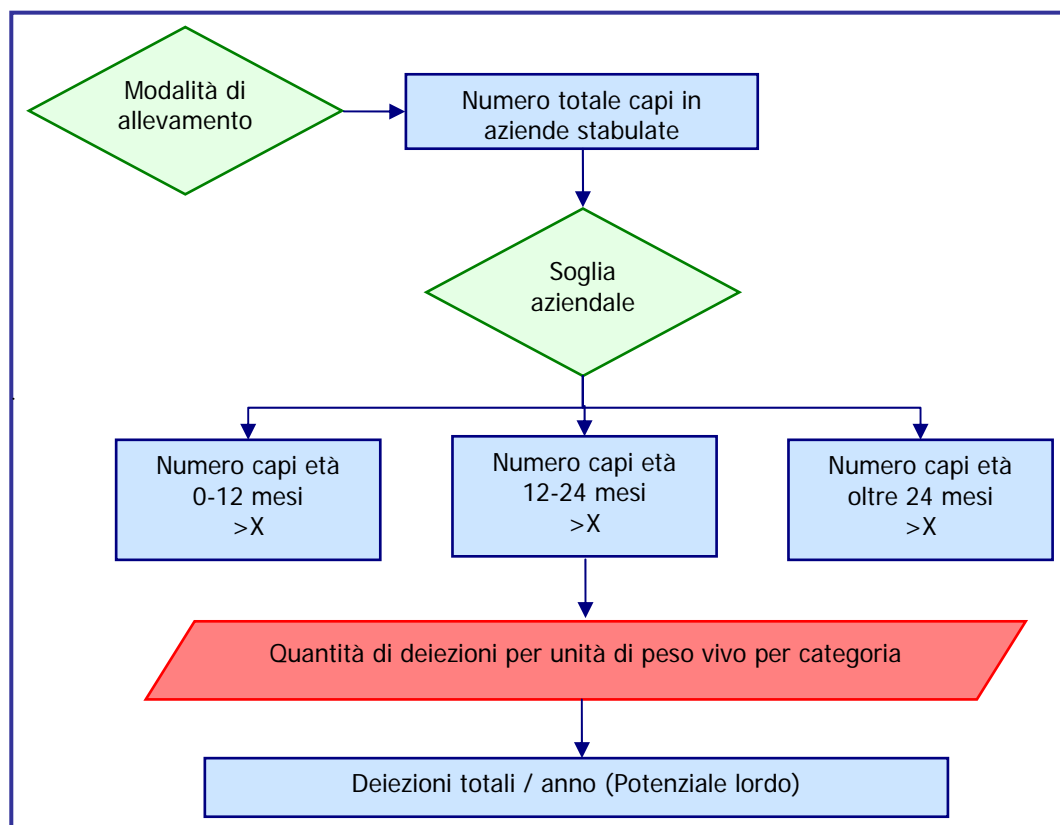 Modalità di
allevamento
Numero totale capi in
aziende stabulate
Soglia
aziendale
Numero capi età
0-12 mesi
>X
Numero capi età
12-24 mesi
>X
Numero capi età
oltre 24 mesi
>X
Quantità di deiezioni per unità di peso vivo per categoria
Deiezioni totali / anno (Potenziale lordo)